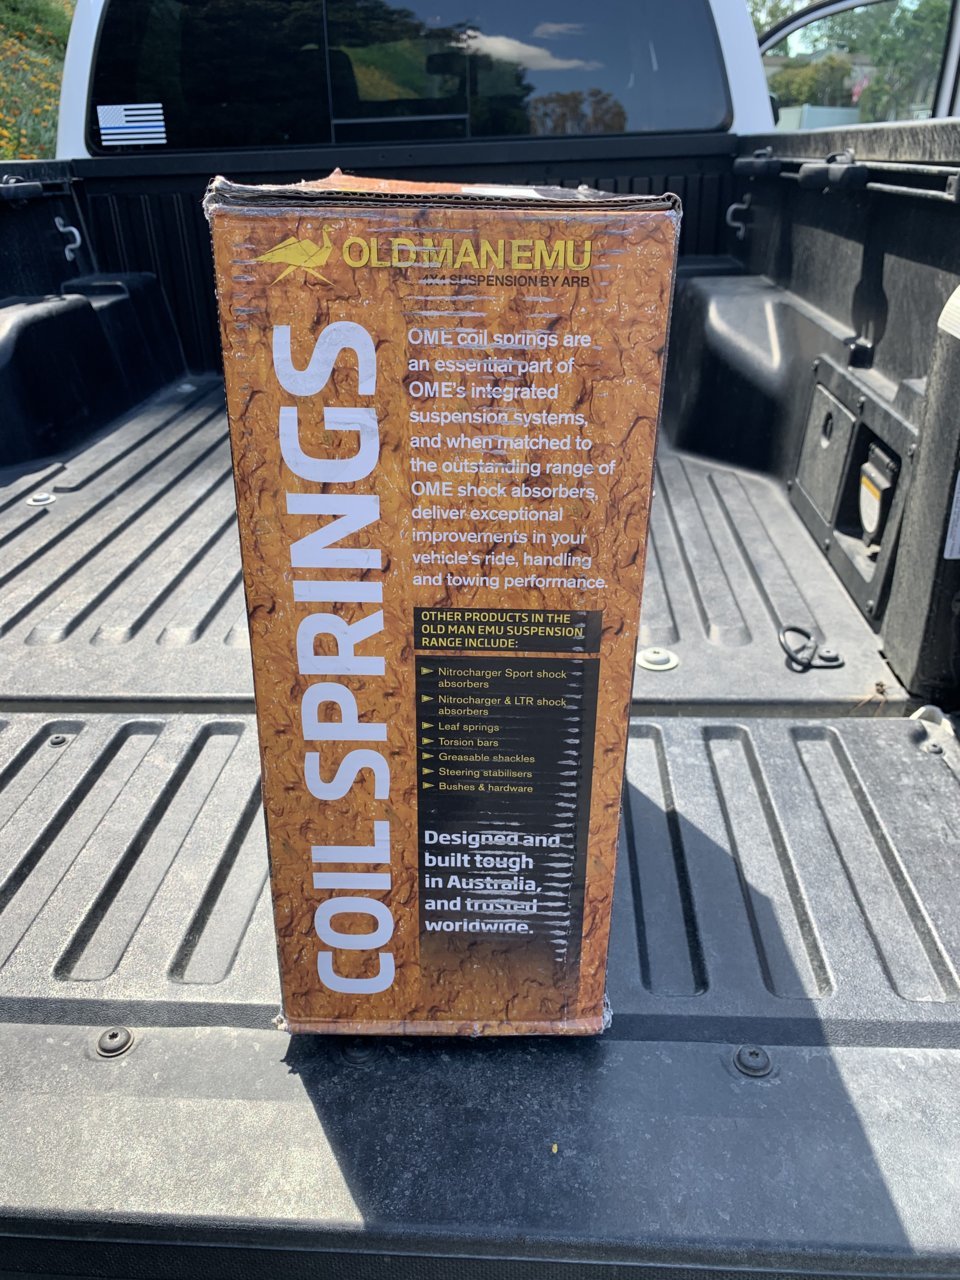 OLD MAN EMU
4X4 SUSPENSION BY ARB
COIL SPRINGS
OME coil springs are
an essential part of
OME's integrated
suspension systems,
and when matched to
the outstanding range of
OME shock absorbers,
deliver exceptional
improvements in your
vehicle's ride, handling
and towing performance.
OTHER PRODUCTS IN THE
OLD MAN EMU SUSPENSION
RANGE INCLUDE:
Nitrocharger Sport shock
absorbers
Nitrocharger & LTR shock
absorbers
Leaf springs
Torsion bars
Greasable shackles
Steering stabilisers
Bushes & hardware
Designed and
built tough
in Australia,
and trusted
worldwide.